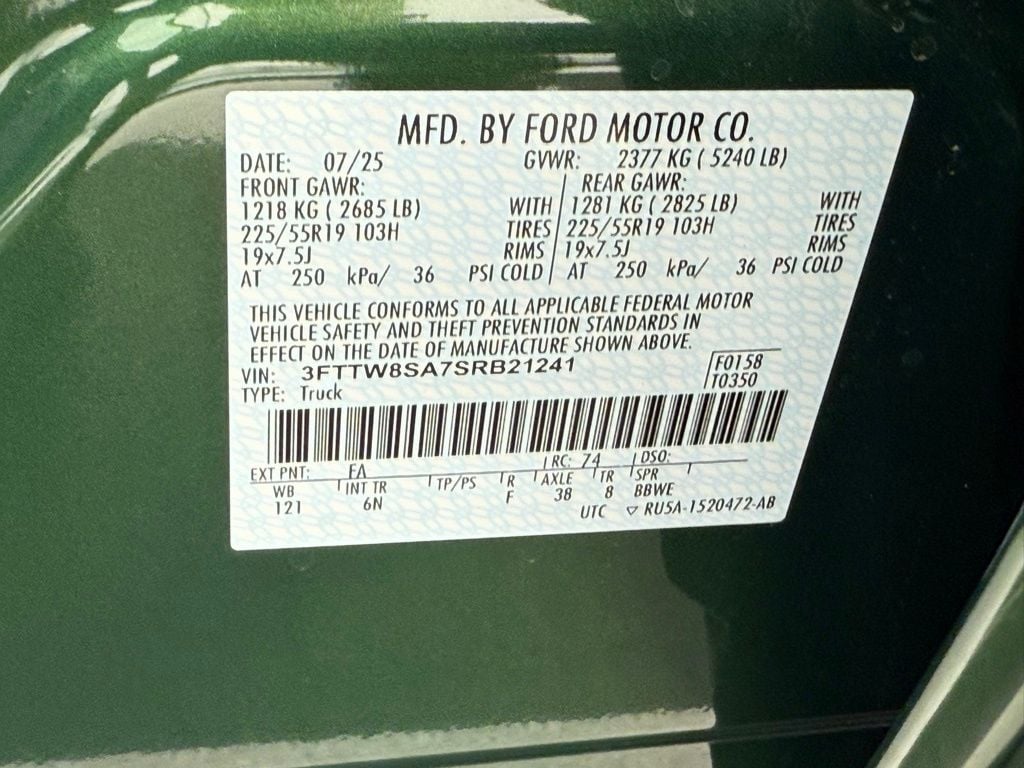 MFD. BY FORD MOTOR CO.
DATE: 07/25 GVWR: 2377 KG ( 5240 LB)
FRONT GAWR: REAR GAWR:
1218 KG ( 2685 LB) WITH 1281 KG ( 2825 LB) WITH
225/55R19 103H TIRES 225/55R19 103H TIRES
19x7.5J RIMS 19x7.5J RIMS
AT 250 kPa/ 36 PSI COLD AT 250 kPa/ 36 PSI COLD
THIS VEHICLE CONFORMS TO ALL APPLICABLE FEDERAL MOTOR
VEHICLE SAFETY AND THEFT PREVENTION STANDARDS IN
EFFECT ON THE DATE OF MANUFACTURE SHOWN ABOVE.
VIN: 3FTTW8SA7SRB21241 F0158
TYPE: Truck T0350
EXT PNT: FA RC: 74 DSO:
WB INT TR TP/PS R AXLE TR SPR
121 6N F 38 8 BBWE
UTC ▽ RU5A-1520472-AB